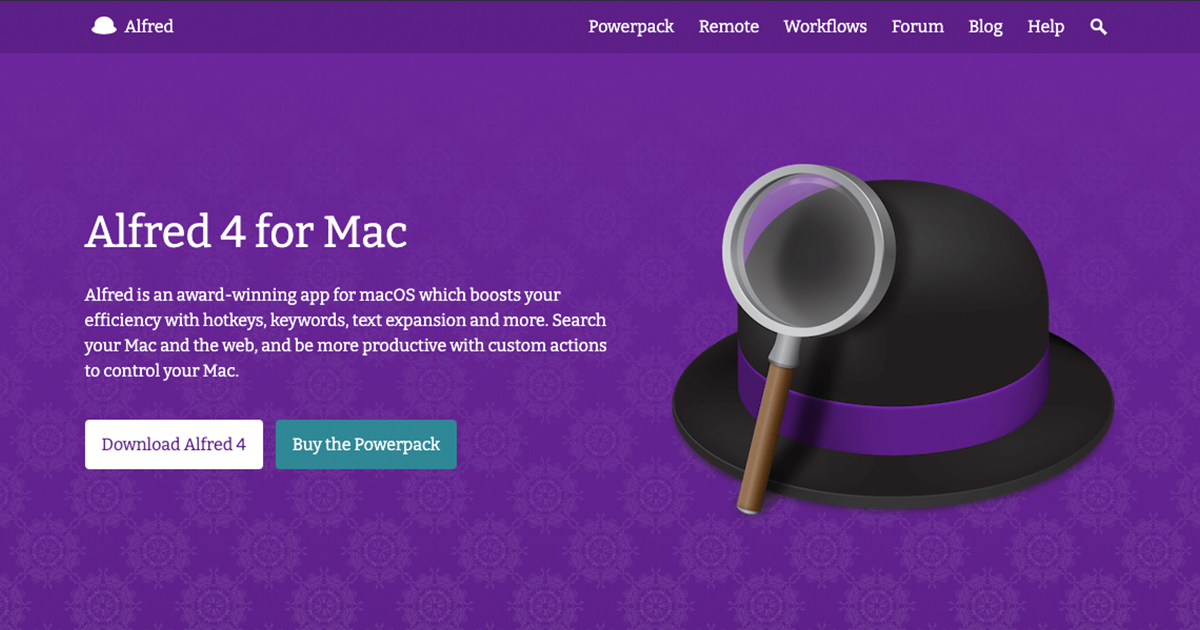 Alfred
Powerpack Remote Workflows Forum Blog Help
Alfred 4 for Mac
Alfred is an award-winning app for macOS which boosts your
efficiency with hotkeys, keywords, text expansion and more. Search
your Mac and the web, and be more productive with custom actions
to control your Mac.
Download Alfred 4
Buy the Powerpack